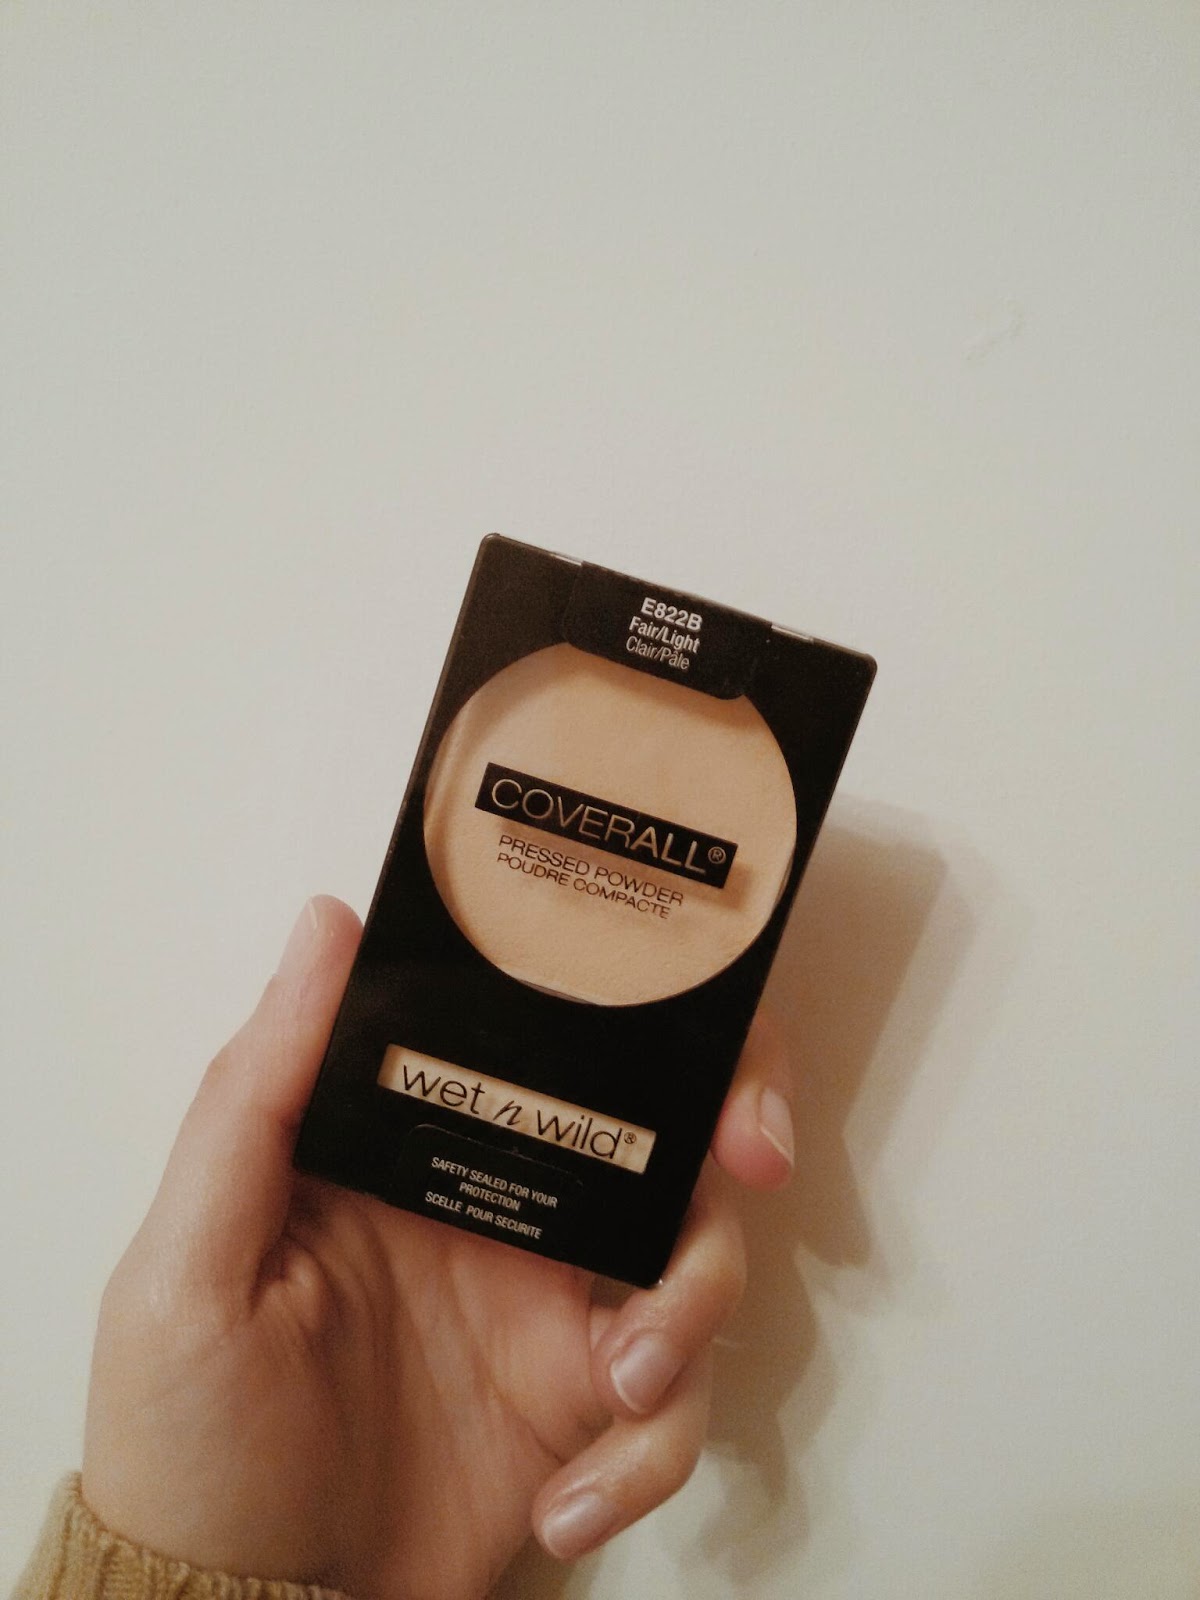 E822B
Fair/Light
Clair/Pâle
COVERALL®
PRESSED POWDER
POUDRE COMPACTE
wet n wild®
SAFETY SEALED FOR YOUR
PROTECTION
SCELLE POUR SECURITE